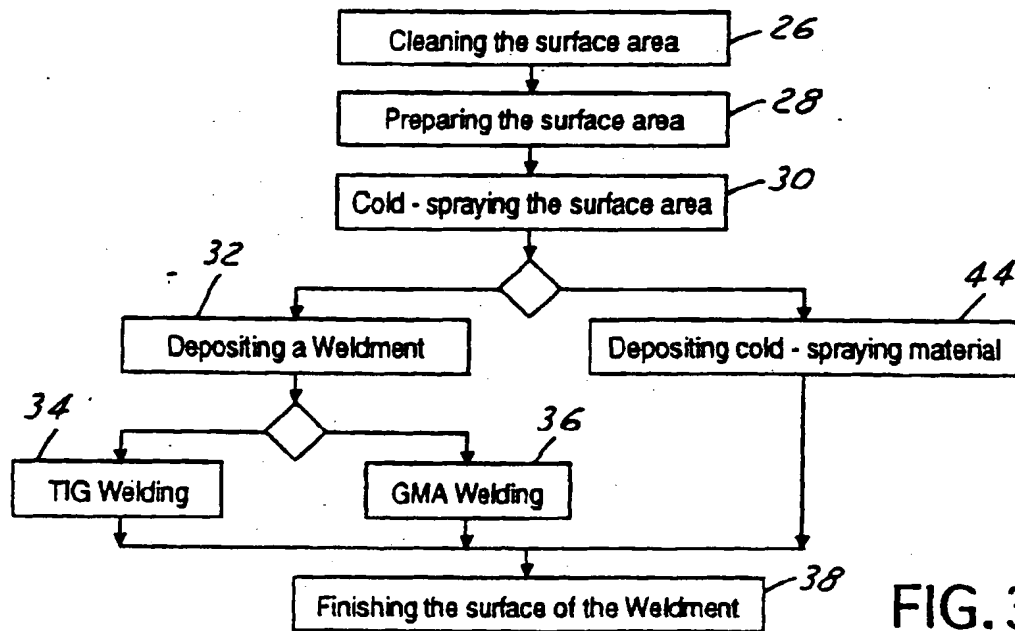 Cleaning the surface area
26
Preparing the surface area
28
Cold - spraying the surface area
30
32
44
Depositing a Weldment
Depositing cold - spraying material
34
36
TIG Welding
GMA Welding
Finishing the surface of the Weldment
38
FIG. 3